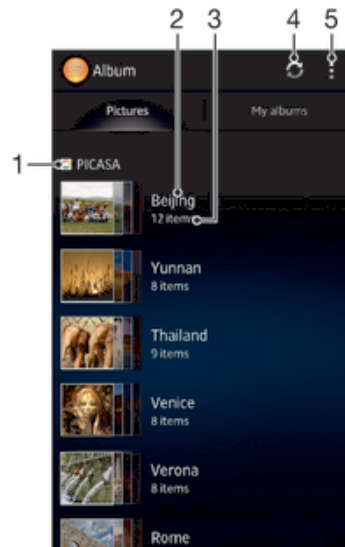 2 3 4 5
Album
Pictures My albums
1 PICASA
Beijing
12 items
Yunnan
8 items
Thailand
9 items
Venice
8 items
Verona
8 items
Rome